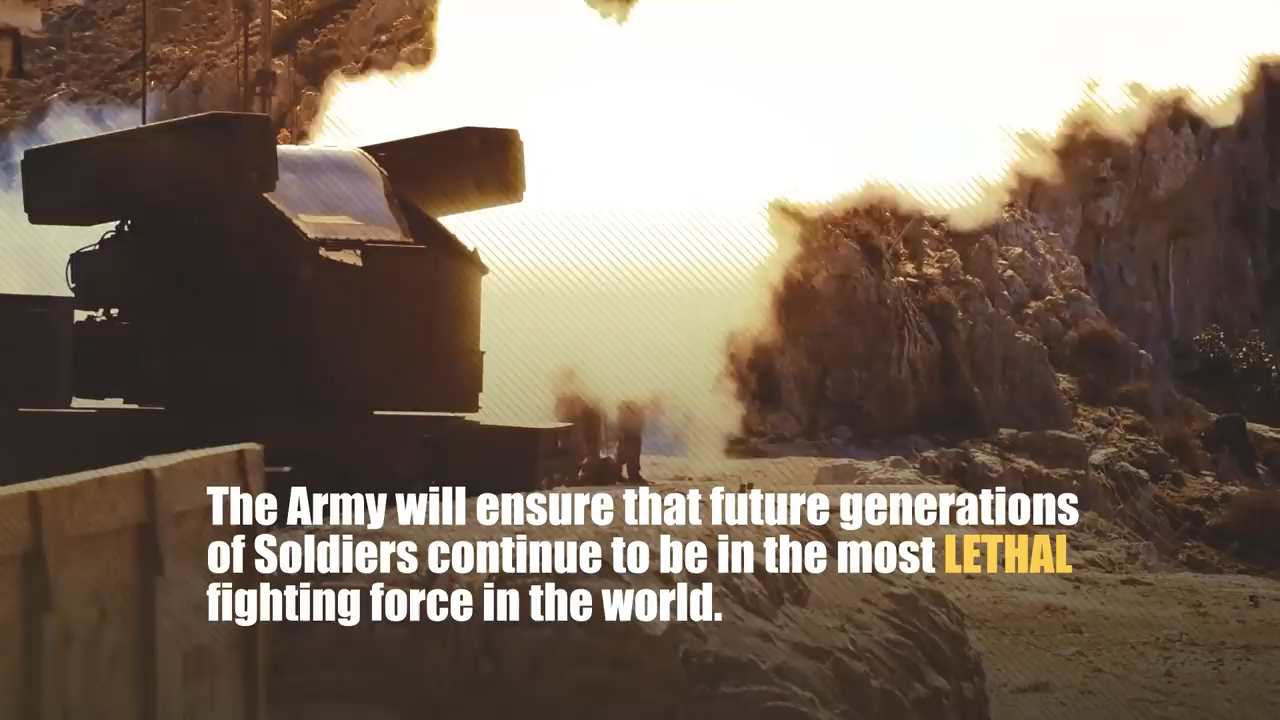 The Army will ensure that future generations
of Soldiers continue to be in the most LETHAL
fighting force in the world.